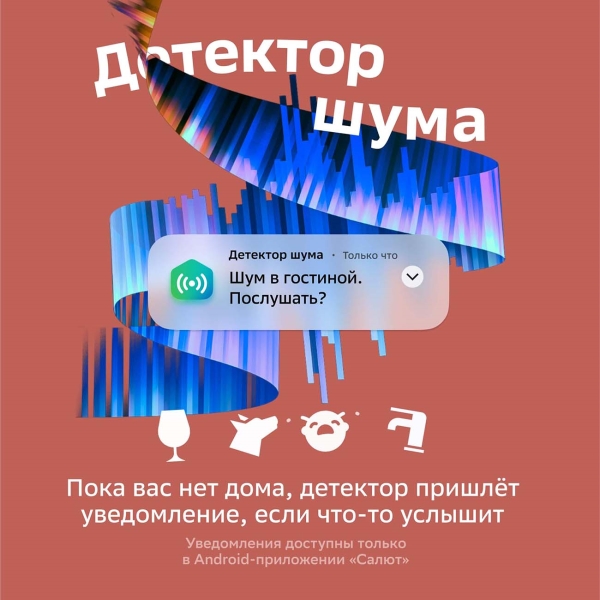 Детектор
шума
Детектор шума · Только что
Шум в гостиной.
Послушать?
Пока вас нет дома, детектор пришлёт
уведомление, если что-то услышит
Уведомления доступны только
в Android-приложении «Салют»